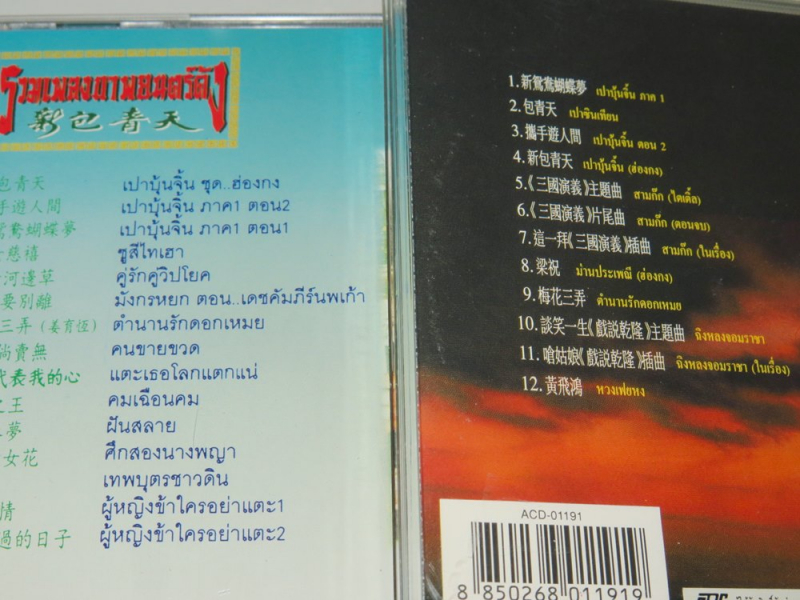 รวมเพลงภาพยนตร์ดัง
新包青天
包青天 เปาบุ้นจิ้น ชุด..ฮ่องกง
手遊人間 เปาบุ้นจิ้น ภาค1 ตอน2
鴛鴦蝴蝶夢 เปาบุ้นจิ้น ภาค1 ตอน1
慈禧 ซูสีไทเฮา
河邊草 คู่รักคู่วิปโยค
要別離 มังกรหยก ตอน..เดชคัมภีร์นพเก้า
三弄 (姜育恆) ตำนานรักดอกเหมย
倘賣無 คนขายขวด
代表我的心 แตะเธอโลกแตกแน่
之王 คมเฉือนคม
夢 ฝันสลาย
女花 ศึกสองนางพญา
เทพบุตรชาวดิน
情 ผู้หญิงข้าใครอย่าแตะ1
過的日子 ผู้หญิงข้าใครอย่าแตะ2
1. 新鴛鴦蝴蝶夢 เปาบุ้นจิ้น ภาค 1
2. 包青天 เปาชินเทียน
3. 攜手遊人間 เปาบุ้นจิ้น ตอน 2
4. 新包青天 เปาบุ้นจิ้น (ฮ่องกง)
5.《三國演義》主題曲 สามก๊ก (ไตเติ้ล)
6.《三國演義》片尾曲 สามก๊ก (ตอนจบ)
7. 這一拜《三國演義》插曲 สามก๊ก (ในเรื่อง)
8. 梁祝 ม่านประเพณี (ฮ่องกง)
9. 梅花三弄 ตำนานรักดอกเหมย
10. 談笑一生《戲說乾隆》主題曲 ถึงหลงจอมราชา
11. 嗆姑娘《戲說乾隆》插曲 ถึงหลงจอมราชา (ในเรื่อง)
12. 黃飛鴻 หวงเฟยหง
ACD-01191
8 850268 011919